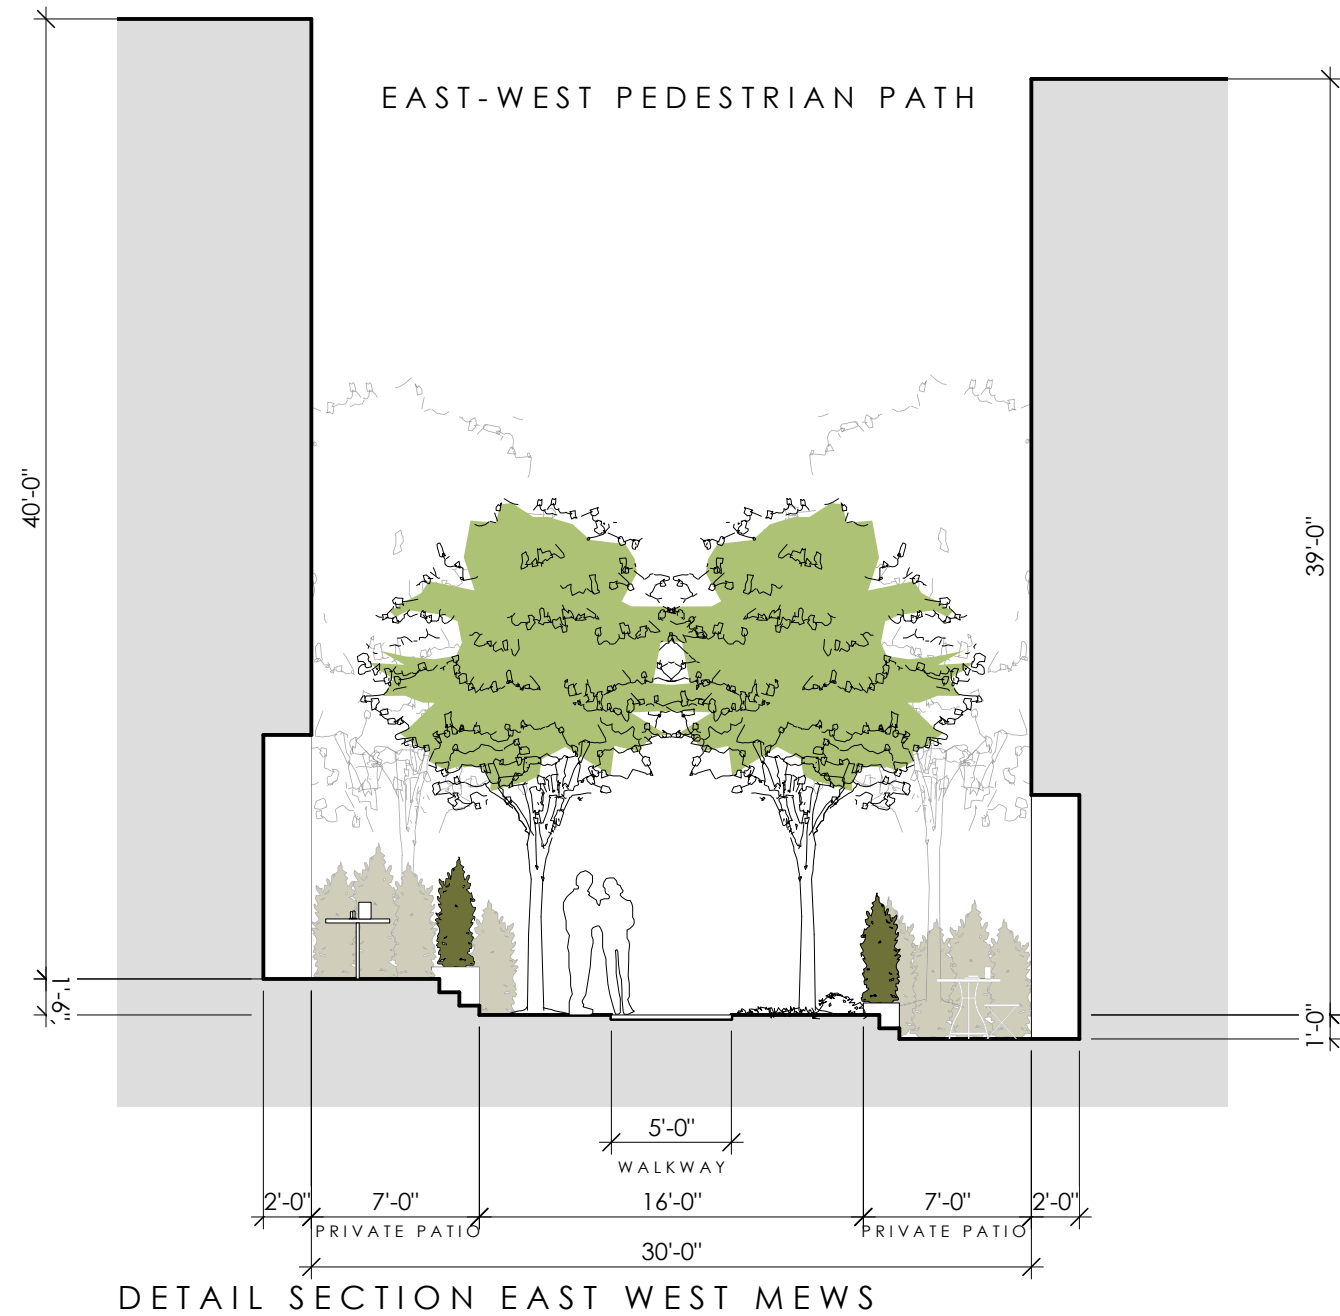 EAST-WEST PEDESTRIAN PATH
40'-0"
39'-0"
1'-6"
1'-0"
5'-0"
WALKWAY
2'-0" 7'-0" 16'-0" 7'-0" 2'-0"
PRIVATE PATIO PRIVATE PATIO
30'-0"
DETAIL SECTION EAST WEST MEWS